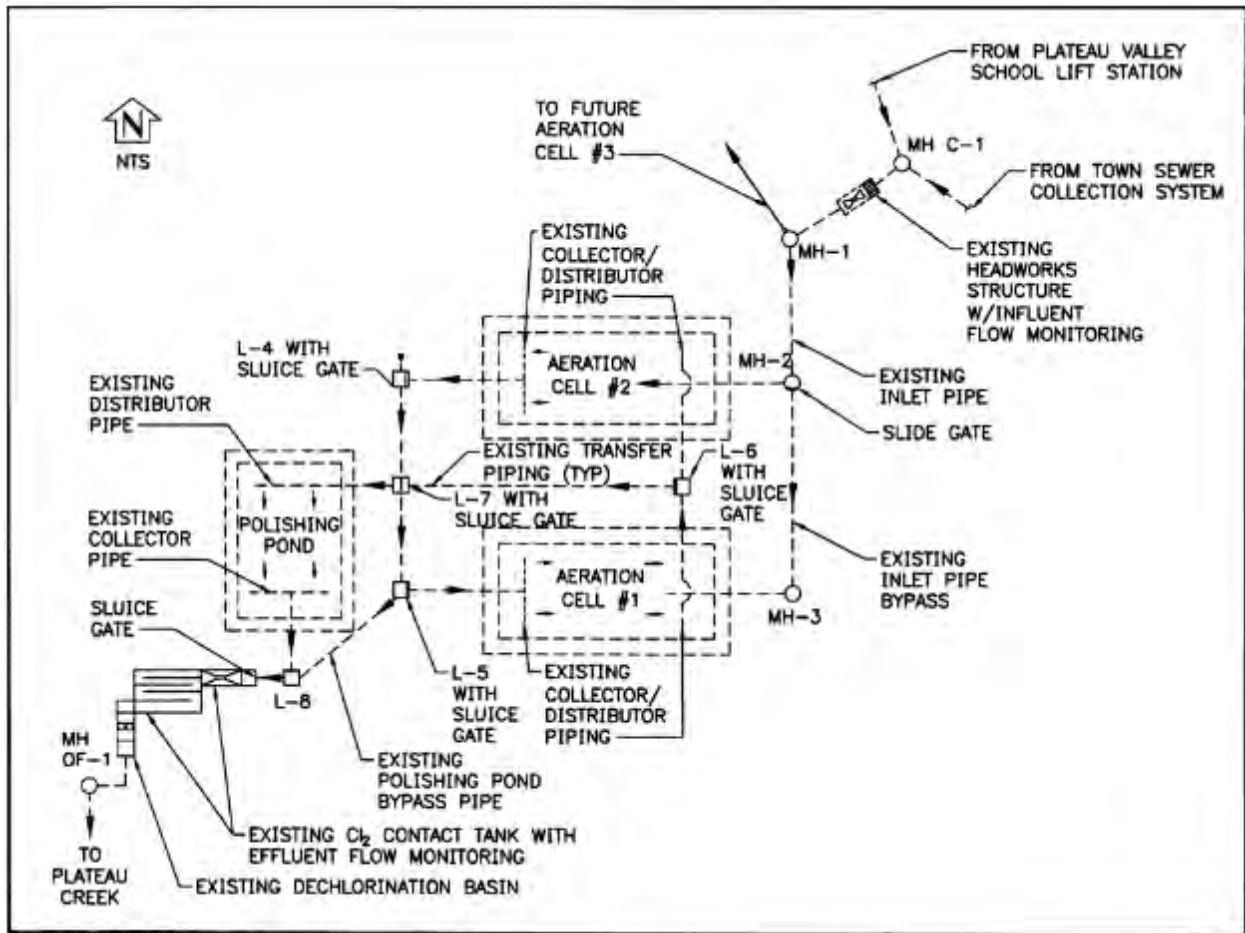 FROM PLATEAU VALLEY
SCHOOL LIFT STATION
TO FUTURE
AERATION
CELL #3
N
NTS
MH C-1
FROM TOWN SEWER
COLLECTION SYSTEM
MH-1
EXISTING
HEADWORKS
STRUCTURE
W/INFLUENT
FLOW MONITORING
EXISTING
COLLECTOR/
DISTRIBUTOR
PIPING
L-4 WITH
SLUICE GATE
AERATION
CELL #2
MH-2
EXISTING
INLET PIPE
SLIDE GATE
EXISTING
DISTRIBUTOR
PIPE
EXISTING TRANSFER
PIPING (TYP)
L-6
WITH
SLUICE
GATE
L-7 WITH
SLUICE GATE
EXISTING
COLLECTOR
PIPE
POLISHING
POND
EXISTING
INLET PIPE
BYPASS
AERATION
CELL #1
MH-3
SLUICE
GATE
L-8
L-5
WITH
SLUICE
GATE
EXISTING
COLLECTOR/
DISTRIBUTOR
PIPING
MH
OF-1
EXISTING
POLISHING POND
BYPASS PIPE
EXISTING Cl₂ CONTACT TANK WITH
EFFLUENT FLOW MONITORING
TO
PLATEAU
CREEK
EXISTING DECHLORINATION BASIN